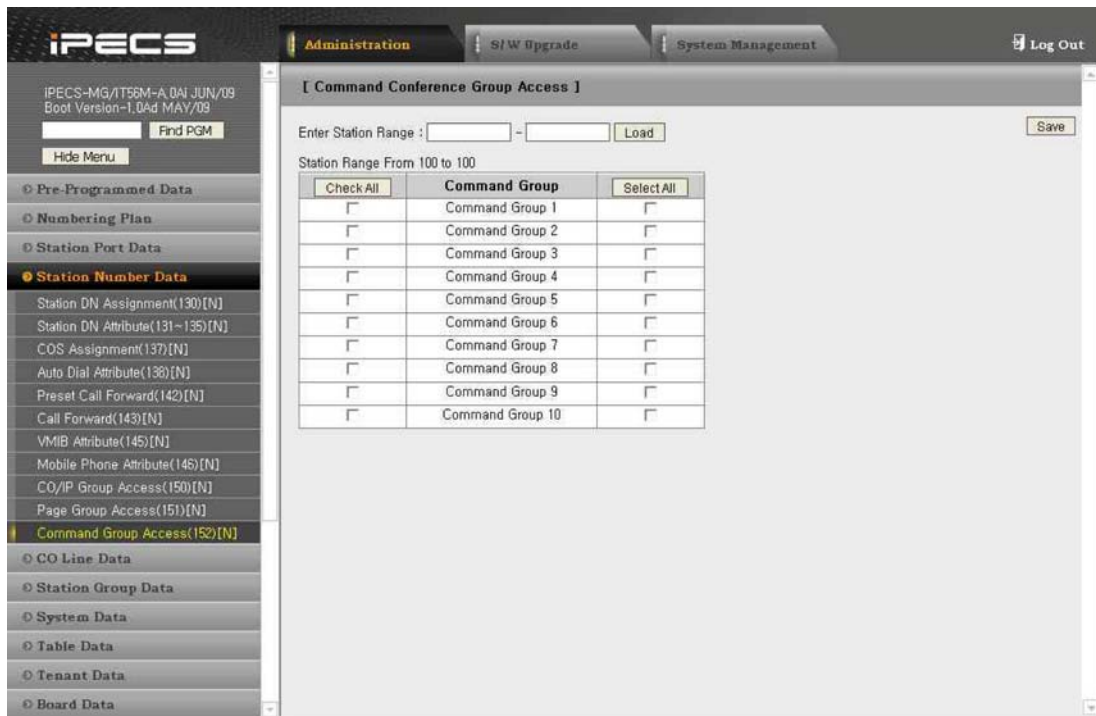 iPECS
Administration
S/W Upgrade
System Management
Log Out
iPECS-MG/IT56M-A.0Ai JUN/09
Boot Version-1.0Ad MAY/09
Find PGM
Hide Menu
Pre-Programmed Data
Numbering Plan
Station Port Data
Station Number Data
Station DN Assignment(130)[N]
Station DN Attribute(131~135)[N]
COS Assignment(137)[N]
Auto Dial Attribute(138)[N]
Preset Call Forward(142)[N]
Call Forward(143)[N]
VMIB Attribute(145)[N]
Mobile Phone Attribute(146)[N]
CO/IP Group Access(150)[N]
Page Group Access(151)[N]
Command Group Access(152)[N]
CO Line Data
Station Group Data
System Data
Table Data
Tenant Data
Board Data
[ Command Conference Group Access ]
Enter Station Range : - Load
Save
Station Range From 100 to 100
Check All Command Group Select All
Command Group 1
Command Group 2
Command Group 3
Command Group 4
Command Group 5
Command Group 6
Command Group 7
Command Group 8
Command Group 9
Command Group 10